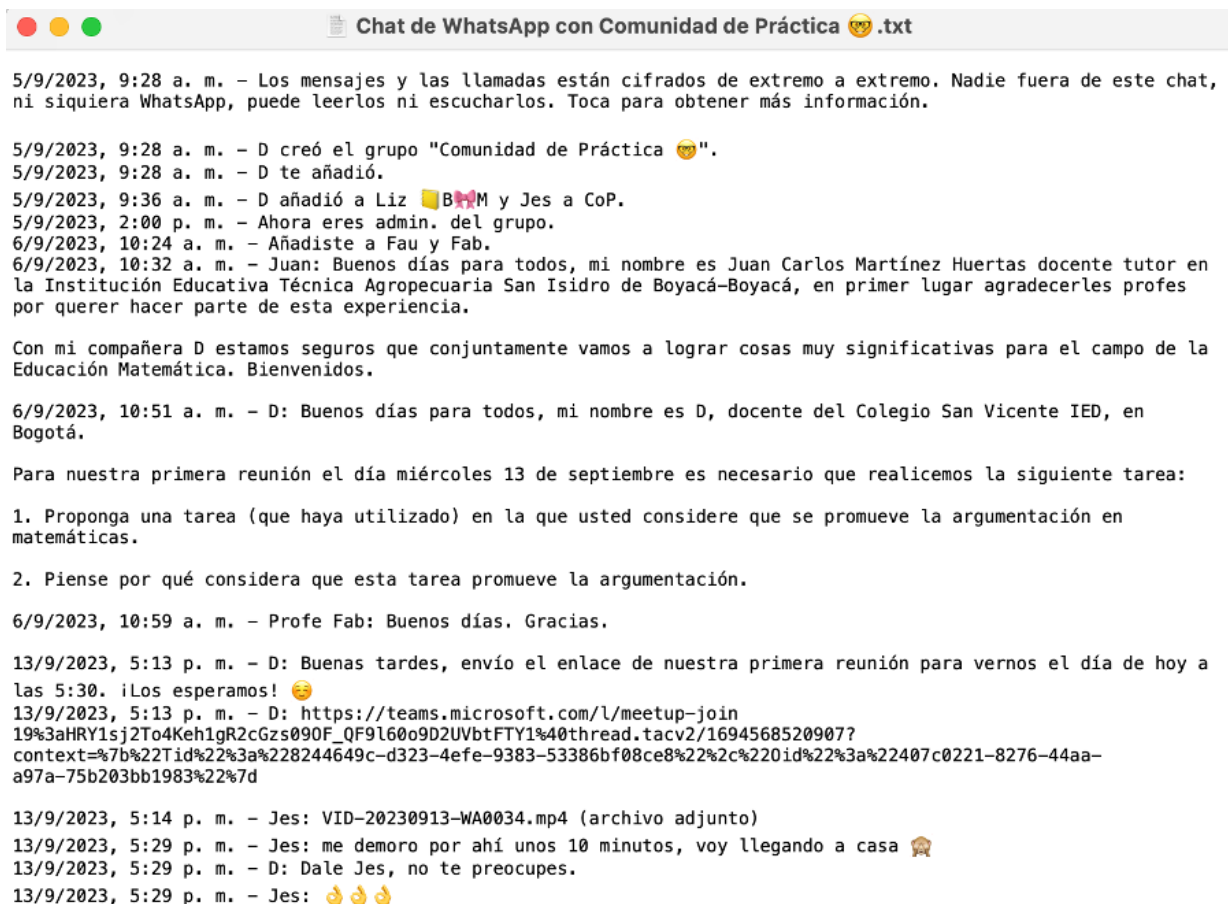 Chat de WhatsApp con Comunidad de Práctica 🤓.txt
5/9/2023, 9:28 a. m. – Los mensajes y las llamadas están cifrados de extremo a extremo. Nadie fuera de este chat,
ni siquiera WhatsApp, puede leerlos ni escucharlos. Toca para obtener más información.
5/9/2023, 9:28 a. m. – D creó el grupo "Comunidad de Práctica 🤓".
5/9/2023, 9:28 a. m. – D te añadió.
5/9/2023, 9:36 a. m. – D añadió a Liz 📒B🎀M y Jes a CoP.
5/9/2023, 2:00 p. m. – Ahora eres admin. del grupo.
6/9/2023, 10:24 a. m. – Añadiste a Fau y Fab.
6/9/2023, 10:32 a. m. – Juan: Buenos días para todos, mi nombre es Juan Carlos Martínez Huertas docente tutor en
la Institución Educativa Técnica Agropecuaria San Isidro de Boyacá–Boyacá, en primer lugar agradecerles profes
por querer hacer parte de esta experiencia.
Con mi compañera D estamos seguros que conjuntamente vamos a lograr cosas muy significativas para el campo de la
Educación Matemática. Bienvenidos.
6/9/2023, 10:51 a. m. – D: Buenos días para todos, mi nombre es D, docente del Colegio San Vicente IED, en
Bogotá.
Para nuestra primera reunión el día miércoles 13 de septiembre es necesario que realicemos la siguiente tarea:
1. Proponga una tarea (que haya utilizado) en la que usted considere que se promueve la argumentación en
matemáticas.
2. Piense por qué considera que esta tarea promueve la argumentación.
6/9/2023, 10:59 a. m. – Profe Fab: Buenos días. Gracias.
13/9/2023, 5:13 p. m. – D: Buenas tardes, envío el enlace de nuestra primera reunión para vernos el día de hoy a
las 5:30. ¡Los esperamos! ☺️
13/9/2023, 5:13 p. m. – D: https://teams.microsoft.com/l/meetup-join
19%3aHRY1sj2To4Keh1gR2cGzs09OF_QF9l60o9D2UVbtFTY1%40thread.tacv2/1694568520907?
context=%7b%22Tid%22%3a%228244649c-d323-4efe-9383-53386bf08ce8%22%2c%22Oid%22%3a%22407c0221-8276-44aa-
a97a-75b203bb1983%22%7d
13/9/2023, 5:14 p. m. – Jes: VID-20230913-WA0034.mp4 (archivo adjunto)
13/9/2023, 5:29 p. m. – Jes: me demoro por ahí unos 10 minutos, voy llegando a casa 🙈
13/9/2023, 5:29 p. m. – D: Dale Jes, no te preocupes.
13/9/2023, 5:29 p. m. – Jes: 👌👌👌